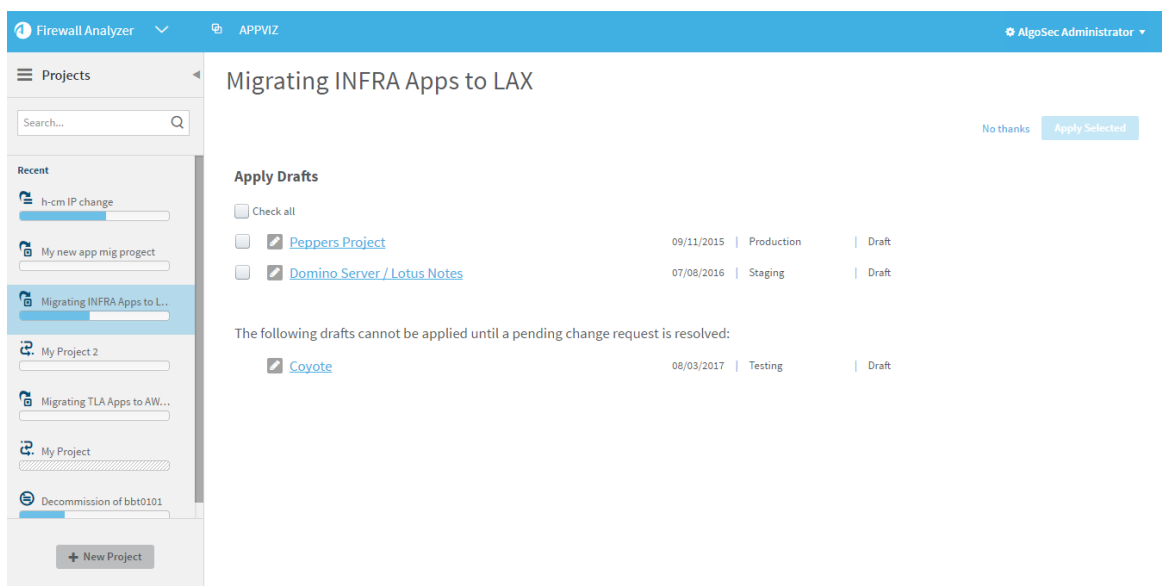 Firewall Analyzer
APPVIZ
AlgoSec Administrator
Projects
Search...
Recent
h-cm IP change
My new app mig progect
Migrating INFRA Apps to L...
My Project 2
Migrating TLA Apps to AW...
My Project
Decommission of bbt0101
+ New Project
Migrating INFRA Apps to LAX
No thanks
Apply Selected
Apply Drafts
Check all
Peppers Project 09/11/2015 | Production | Draft
Domino Server / Lotus Notes 07/08/2016 | Staging | Draft
The following drafts cannot be applied until a pending change request is resolved:
Coyote 08/03/2017 | Testing | Draft